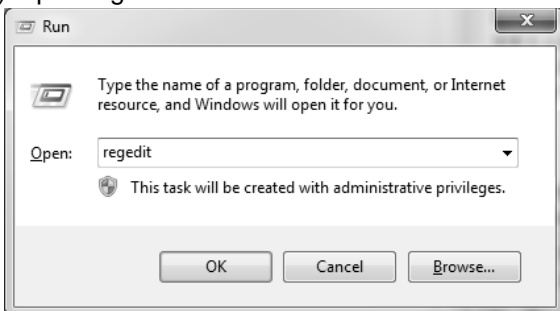 Run
Type the name of a program, folder, document, or Internet
resource, and Windows will open it for you.
Open: regedit
This task will be created with administrative privileges.
OK Cancel Browse...